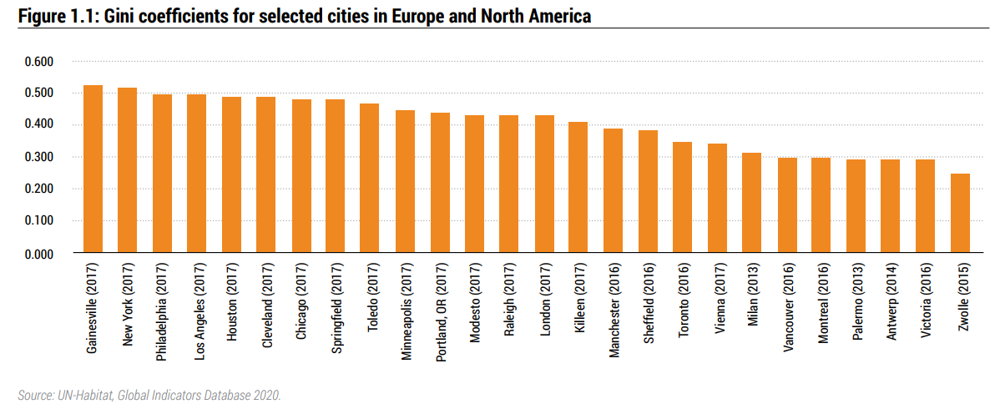 Figure 1.1: Gini coefficients for selected cities in Europe and North America
0.600
0.500
0.400
0.300
0.200
0.100
0.000
Gainesville (2017)
New York (2017)
Philadelphia (2017)
Los Angeles (2017)
Houston (2017)
Cleveland (2017)
Chicago (2017)
Springfield (2017)
Toledo (2017)
Minneapolis (2017)
Portland, OR (2017)
Modesto (2017)
Raleigh (2017)
London (2017)
Killeen (2017)
Manchester (2016)
Sheffield (2016)
Toronto (2016)
Vienna (2017)
Milan (2013)
Vancouver (2016)
Montreal (2016)
Palermo (2013)
Antwerp (2014)
Victoria (2016)
Zwolle (2015)
Source: UN-Habitat, Global Indicators Database 2020.